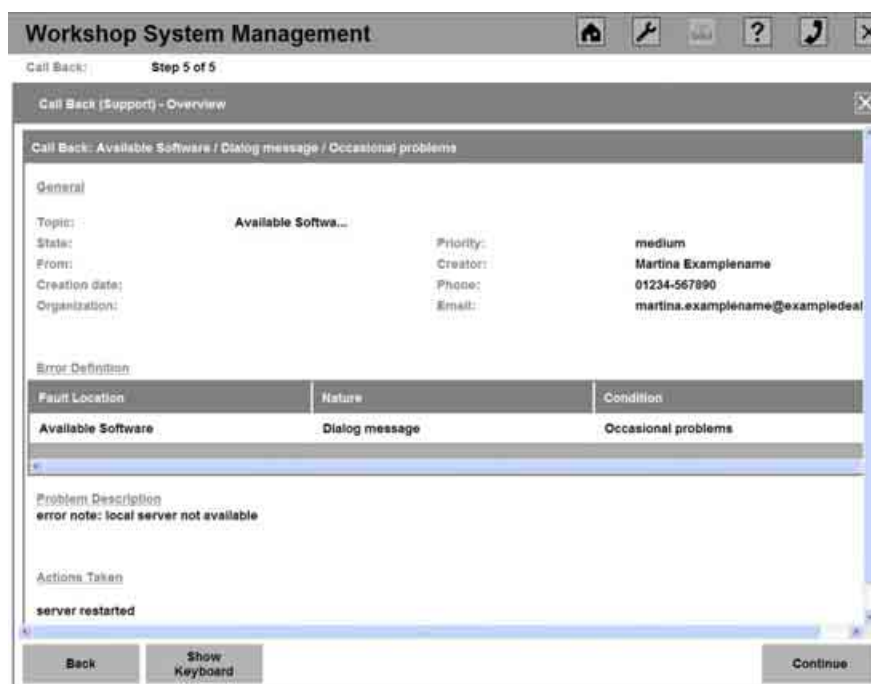 Workshop System Management
?
Call Back: Step 5 of 5
Call Back (Support) - Overview
Call Back: Available Software / Dialog message / Occasional problems
General
Topic: Available Softwa...
State: Priority: medium
From: Creator: Martina Examplename
Creation date: Phone: 01234-567890
Organization: Email: martina.examplename@exampledeal
Error Definition
Fault Location Nature Condition
Available Software Dialog message Occasional problems
Problem Description
error note: local server not available
Actions Taken
server restarted
Back Show Keyboard Continue